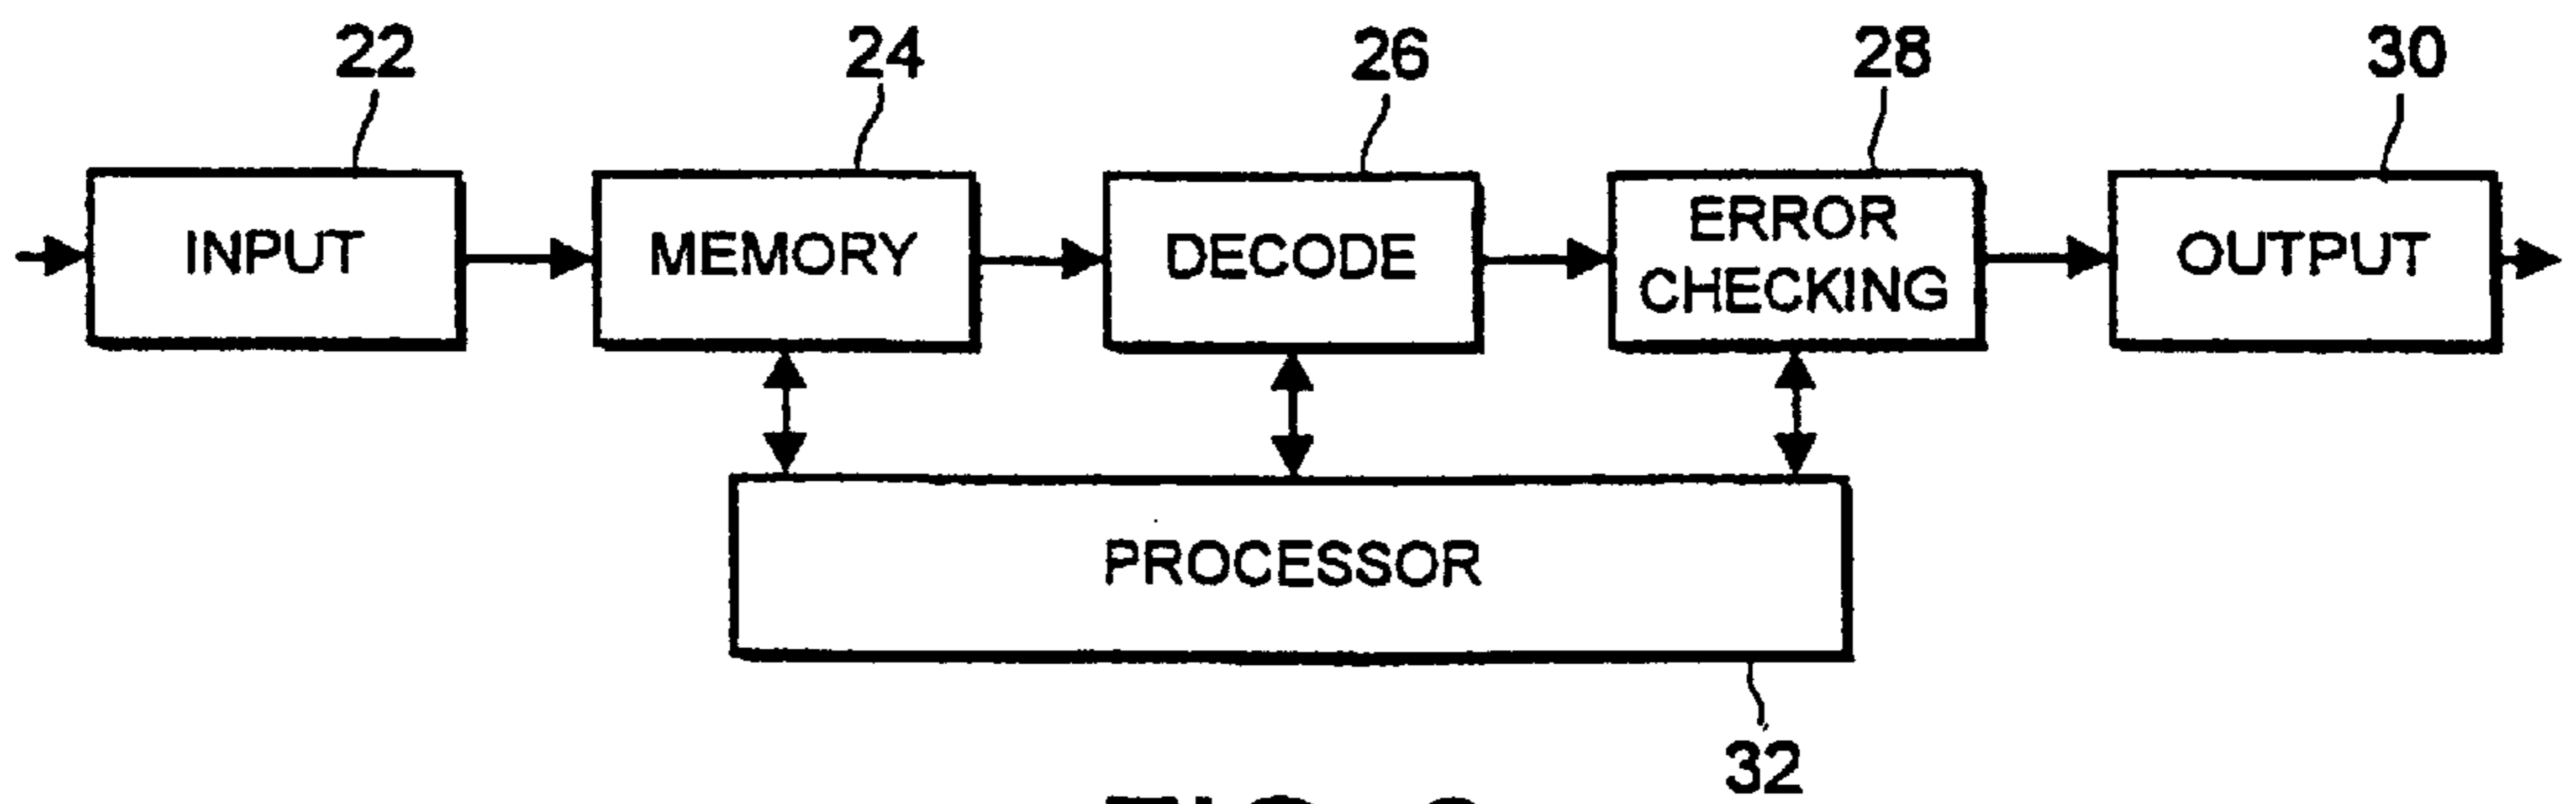 22 24 26 28 30
INPUT MEMORY DECODE ERROR CHECKING OUTPUT
PROCESSOR
32